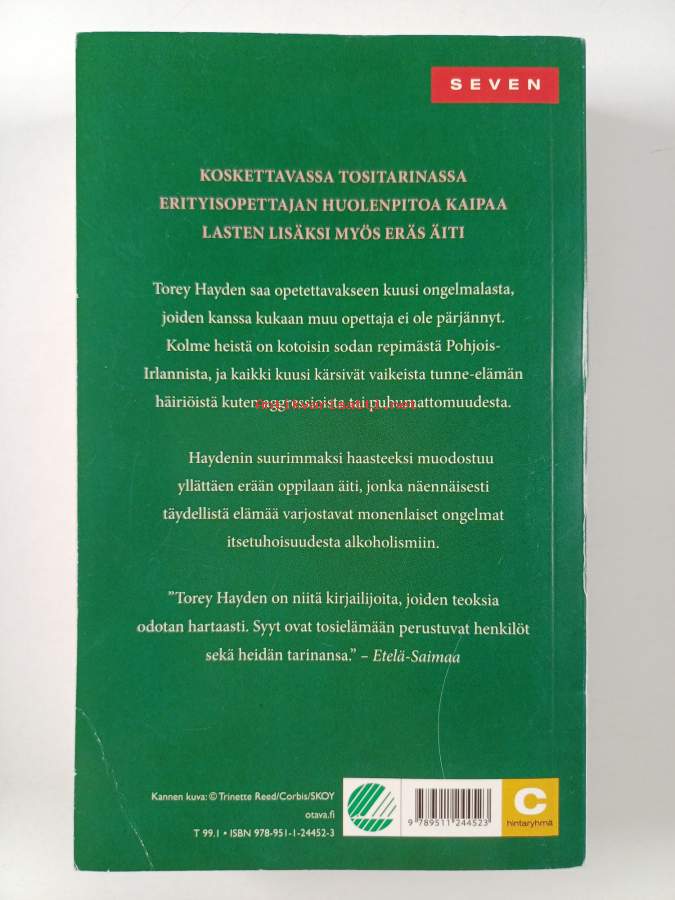 SEVEN
KOSKETTAVASSA TOSITARINASSA
ERITYISOPETTAJAN HUOLENPITOA KAIPAA
LASTEN LISÄKSI MYÖS ERÄS ÄITI
Torey Hayden saa opetettavakseen kuusi ongelmalasta,
joiden kanssa kukaan muu opettaja ei ole pärjännyt.
Kolme heistä on kotoisin sodan repimästä Pohjois-
Irlannista, ja kaikki kuusi kärsivät vaikeista tunne-elämän
häiriöistä kuten aggressioista tai puhumattomuudesta.
Haydenin suurimmaksi haasteeksi muodostuu
yllättäen erään oppilaan äiti, jonka näennäisesti
täydellistä elämää varjostavat monenlaiset ongelmat
itsetuhoisuudesta alkoholismiin.
”Torey Hayden on niitä kirjailijoita, joiden teoksia
odotan hartaasti. Syyt ovat tosielämään perustuvat henkilöt
sekä heidän tarinansa.” – Etelä-Saimaa
Kannen kuva: © Trinette Reed/Corbis/SKOY
otava.fi
T 99.1 • ISBN 978-951-1-24452-3
9 789511 244523
C
hintaryhmä